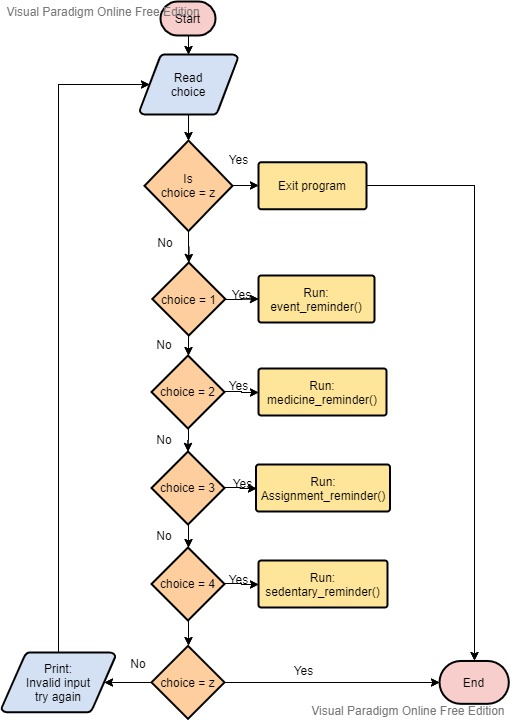 Visual Paradigm Online Free Edition
Start
Read
choice
Yes
Is
choice = z
Exit program
No
Yes
choice = 1
Run:
event_reminder()
No
Yes
choice = 2
Run:
medicine_reminder()
No
Yes
choice = 3
Run:
Assignment_reminder()
No
Yes
choice = 4
Run:
sedentary_reminder()
Print:
Invalid input
try again
No
choice = z
Yes
End
Visual Paradigm Online Free Edition